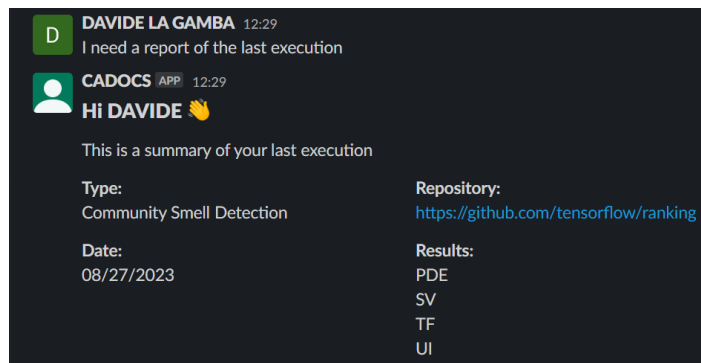 D
DAVIDE LA GAMBA 12:29
I need a report of the last execution
CADOCS APP 12:29
Hi DAVIDE 👋
This is a summary of your last execution
Type:
Community Smell Detection
Repository:
https://github.com/tensorflow/ranking
Date:
08/27/2023
Results:
PDE
SV
TF
UI